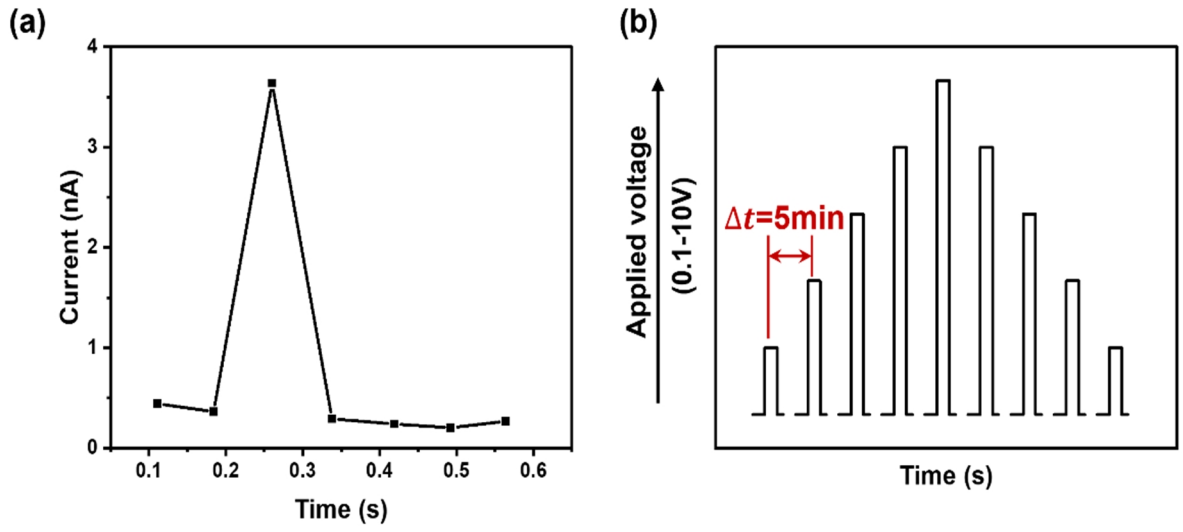 (a)
4
3
2
1
0
Current (nA)
0.1 0.2 0.3 0.4 0.5 0.6
Time (s)
(b)
Applied voltage
(0.1-10V)
Δt=5min
Time (s)